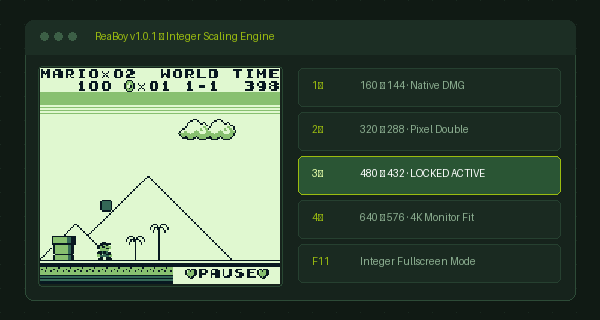 ReaBoy v1.0.1 ▯ Integer Scaling Engine
MARIO×02 WORLD TIME
100 ×01 1-1 398
♥PAUSE♥
1▯ 160 ▯ 144 · Native DMG
2▯ 320 ▯ 288 · Pixel Double
3▯ 480 ▯ 432 · LOCKED ACTIVE
4▯ 640 ▯ 576 · 4K Monitor Fit
F11 Integer Fullscreen Mode